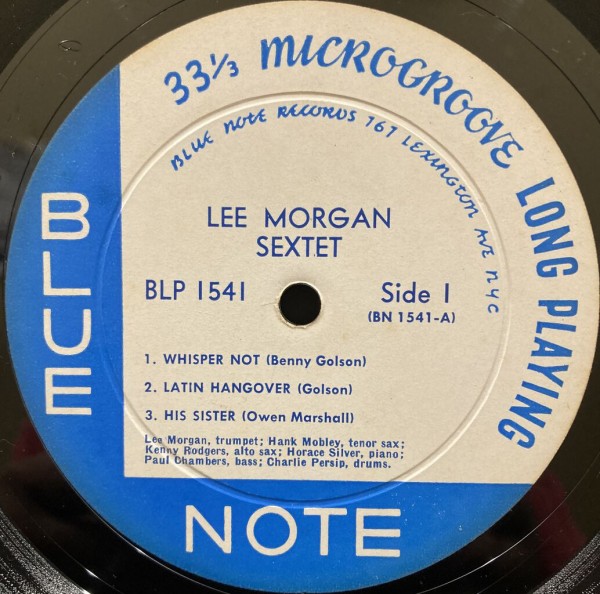 33⅓ MICROGROOVE LONG PLAYING
BLUE NOTE RECORDS 767 LEXINGTON AVE NYC
LEE MORGAN
SEXTET
BLP 1541
Side 1
(BN 1541-A)
1. WHISPER NOT (Benny Golson)
2. LATIN HANGOVER (Golson)
3. HIS SISTER (Owen Marshall)
Lee Morgan, trumpet; Hank Mobley, tenor sax;
Kenny Rodgers, alto sax; Horace Silver, piano;
Paul Chambers, bass; Charlie Persip, drums.
BLUE
NOTE